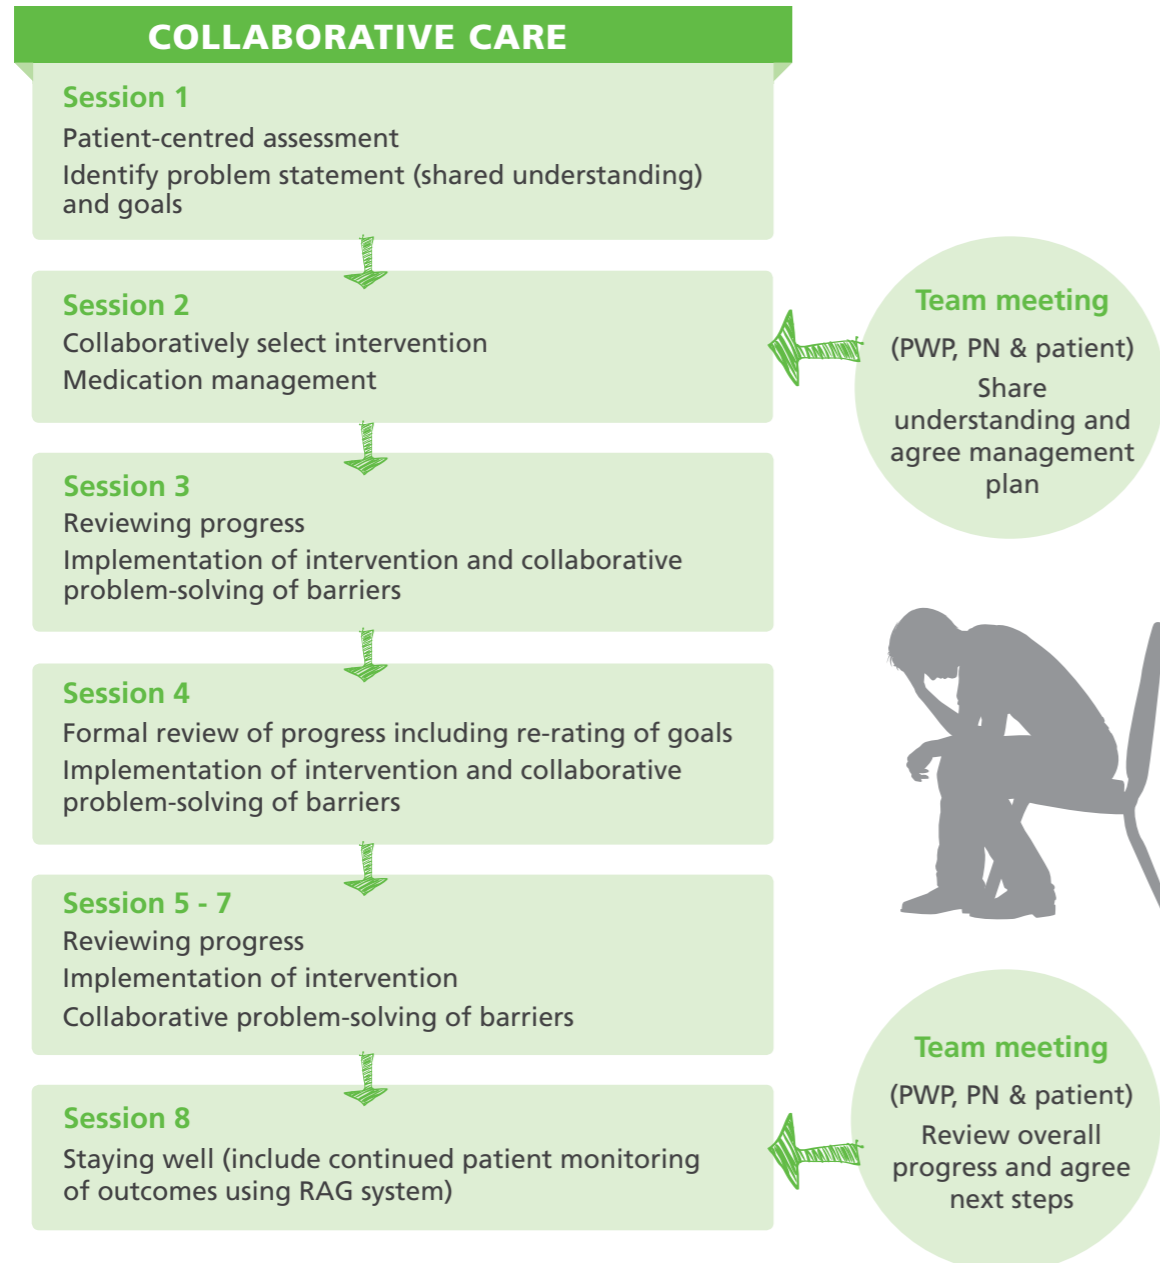 COLLABORATIVE CARE
Session 1
Patient-centred assessment
Identify problem statement (shared understanding)
and goals
Session 2
Collaboratively select intervention
Medication management
Team meeting
(PWP, PN & patient)
Share
understanding and
agree management
plan
Session 3
Reviewing progress
Implementation of intervention and collaborative
problem-solving of barriers
Session 4
Formal review of progress including re-rating of goals
Implementation of intervention and collaborative
problem-solving of barriers
Session 5 - 7
Reviewing progress
Implementation of intervention
Collaborative problem-solving of barriers
Session 8
Staying well (include continued patient monitoring
of outcomes using RAG system)
Team meeting
(PWP, PN & patient)
Review overall
progress and agree
next steps